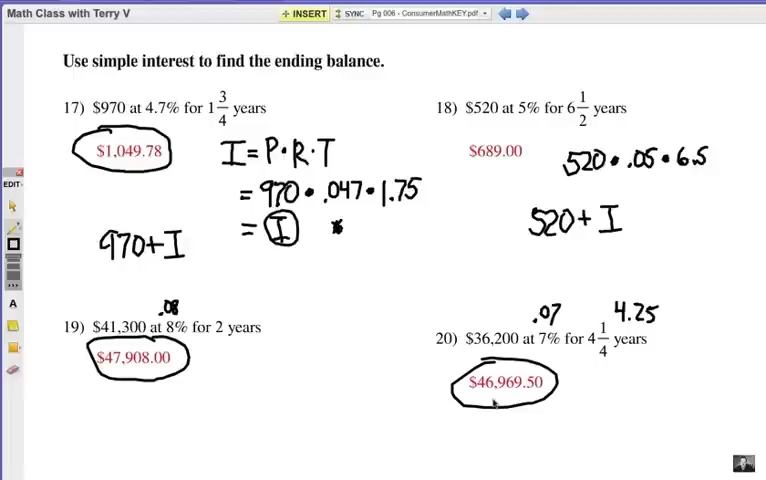 Math Class with Terry V
+ INSERT
SYNC
Pg 006 - ConsumerMathKEY.pdf
EDIT
A
Use simple interest to find the ending balance.
17) $970 at 4.7% for 1 3/4 years
$1,049.78
I = P·R·T
= 970 · .047 · 1.75
= I
970 + I
18) $520 at 5% for 6 1/2 years
$689.00
520 · .05 · 6.5
520 + I
.08
19) $41,300 at 8% for 2 years
$47,908.00
.07 4.25
20) $36,200 at 7% for 4 1/4 years
$46,969.50